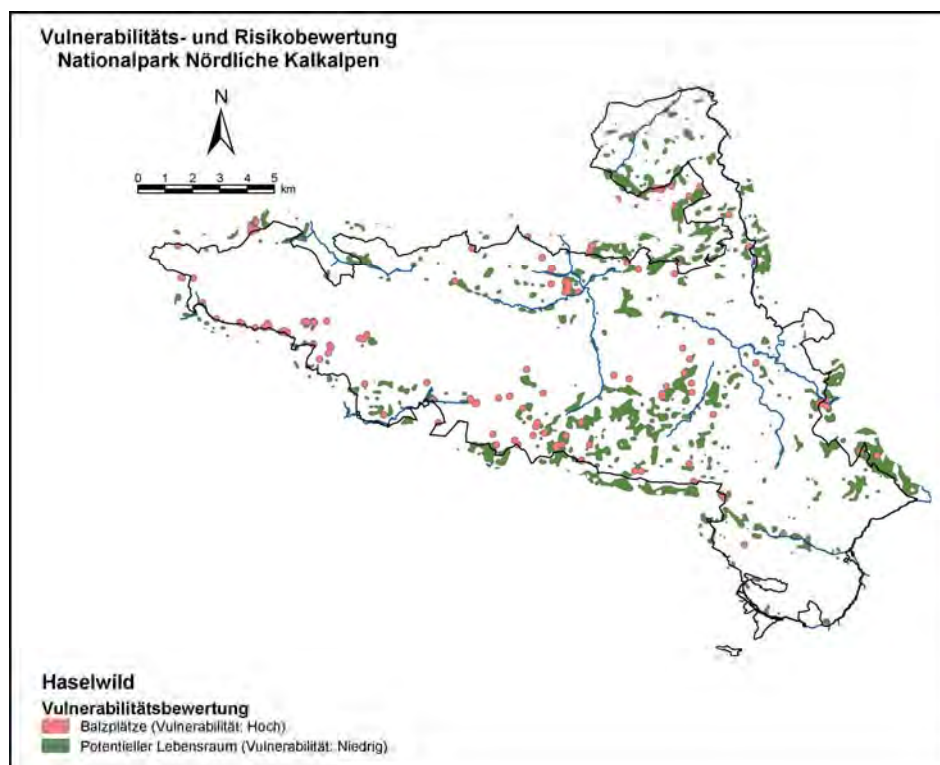 Vulnerabilitäts- und Risikobewertung
Nationalpark Nördliche Kalkalpen
N
0 1 2 3 4 5
km
Haselwild
Vulnerabilitätsbewertung
Balzplätze (Vulnerabilität: Hoch)
Potentieller Lebensraum (Vulnerabilität: Niedrig)